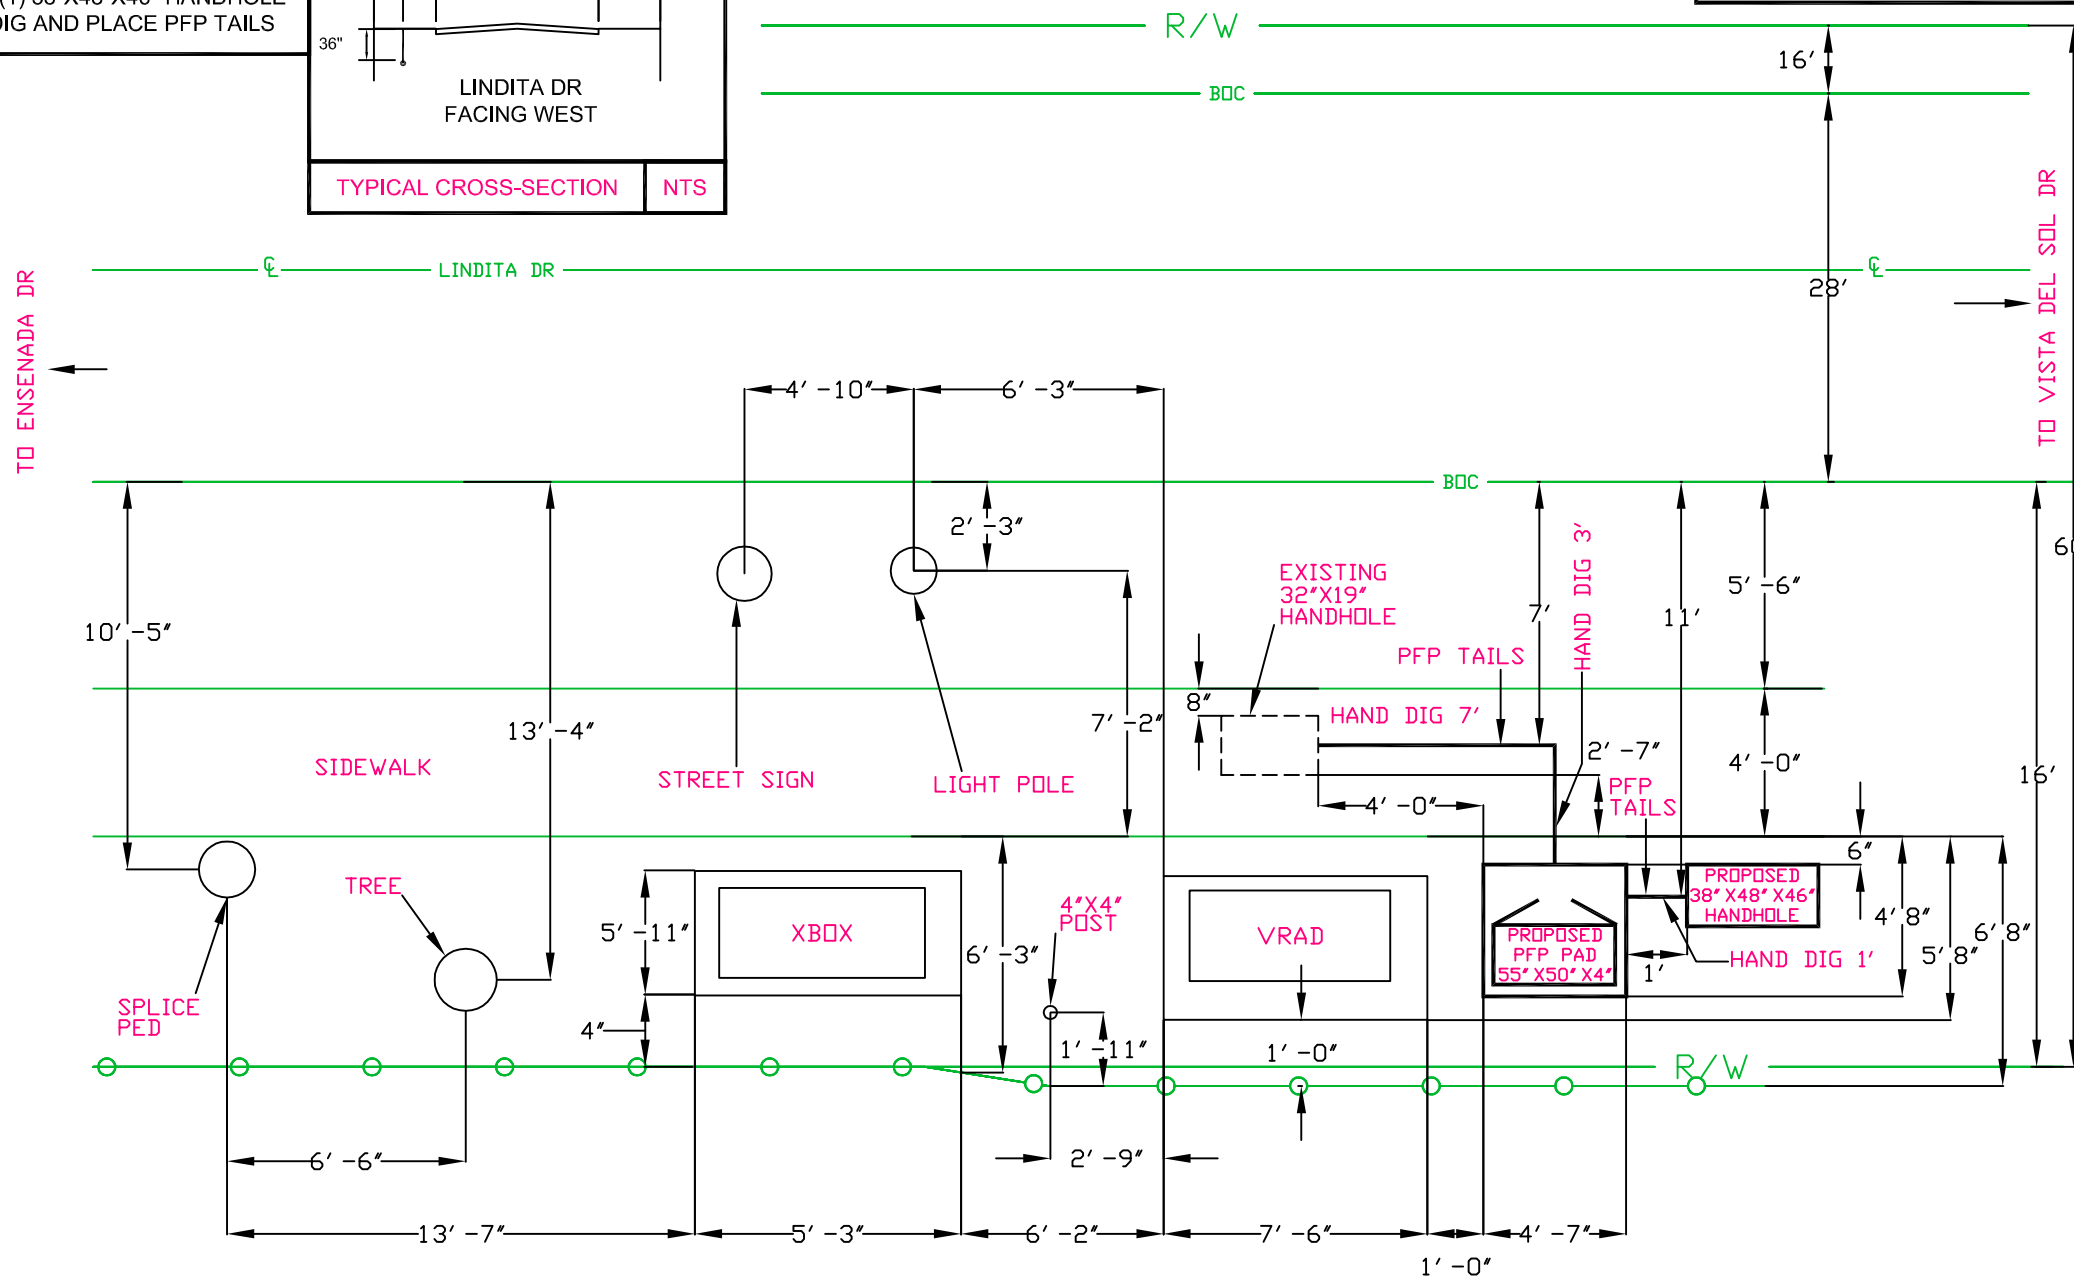 DIG AND PLACE PFP TAILS
36"
LINDITA DR
FACING WEST
TYPICAL CROSS-SECTION
NTS
R/W
16'
BOC
TO ENSENADA DR
℄
LINDITA DR
℄
28'
TO VISTA DEL SOL DR
4'-10"
6'-3"
BOC
2'-3"
10'-5"
13'-4"
EXISTING
32"X19"
HANDHOLE
7'
HAND DIG 3'
11'
5'-6"
PFP TAILS
8"
HAND DIG 7'
7'-2"
2'-7"
SIDEWALK
STREET SIGN
LIGHT POLE
4'-0"
16'
PFP
TAILS
4'-0"
6"
TREE
XBOX
4"X4"
POST
VRAD
PROPOSED
38"X48"X46"
HANDHOLE
5'-11"
6'-3"
PROPOSED
PFP PAD
55"X50"X4"
4'8"
5'8"
6'8"
1'
HAND DIG 1'
SPLICE
PED
4"
1'-11"
1'-0"
R/W
6'-6"
2'-9"
13'-7"
5'-3"
6'-2"
7'-6"
4'-7"
1'-0"